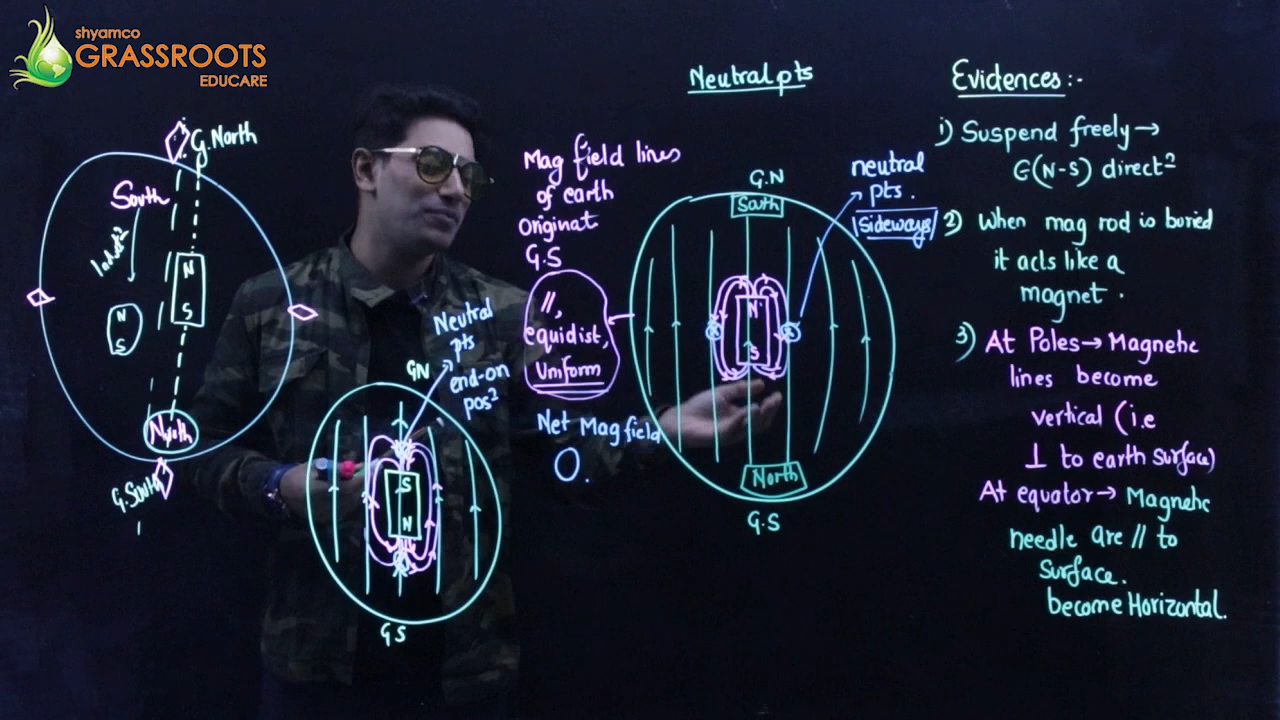 shyamco
GRASSROOTS
EDUCARE
G.North
South
N
S
N
S
North
G.South
GN
Neutral
pts
end-on
pos²
S
N
G S
Mag field lines
of earth
Originat
G.S
//,
equidist,
Uniform
Net Mag field
0.
Neutral pts
G.N
South
N
S
North
G.S
neutral
pts.
Sideways
Evidences:-
i) Suspend freely→
G(N-S) direct²
2) When mag rod is buried
it acts like a
magnet.
3) At Poles→Magnetic
lines become
vertical (i.e
⊥ to earth surface)
At equator→ Magnetic
needle are // to
Surface.
become Horizontal.